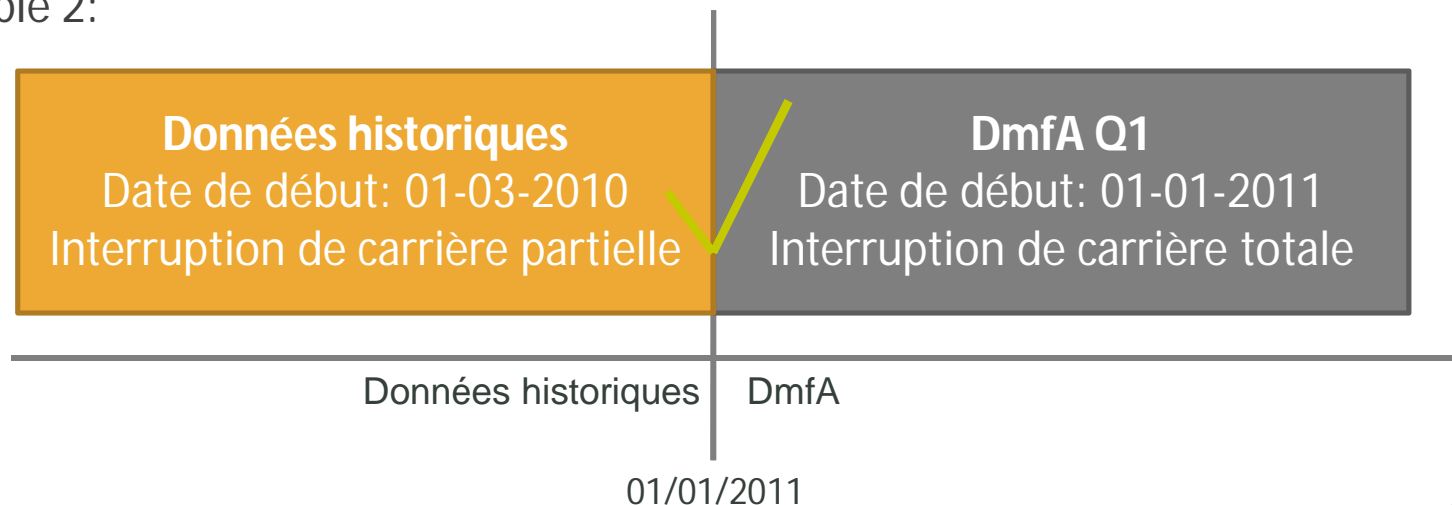 2:
Données historiques
Date de début: 01-03-2010
Interruption de carrière partielle
DmfA Q1
Date de début: 01-01-2011
Interruption de carrière totale
Données historiques
DmfA
01/01/2011